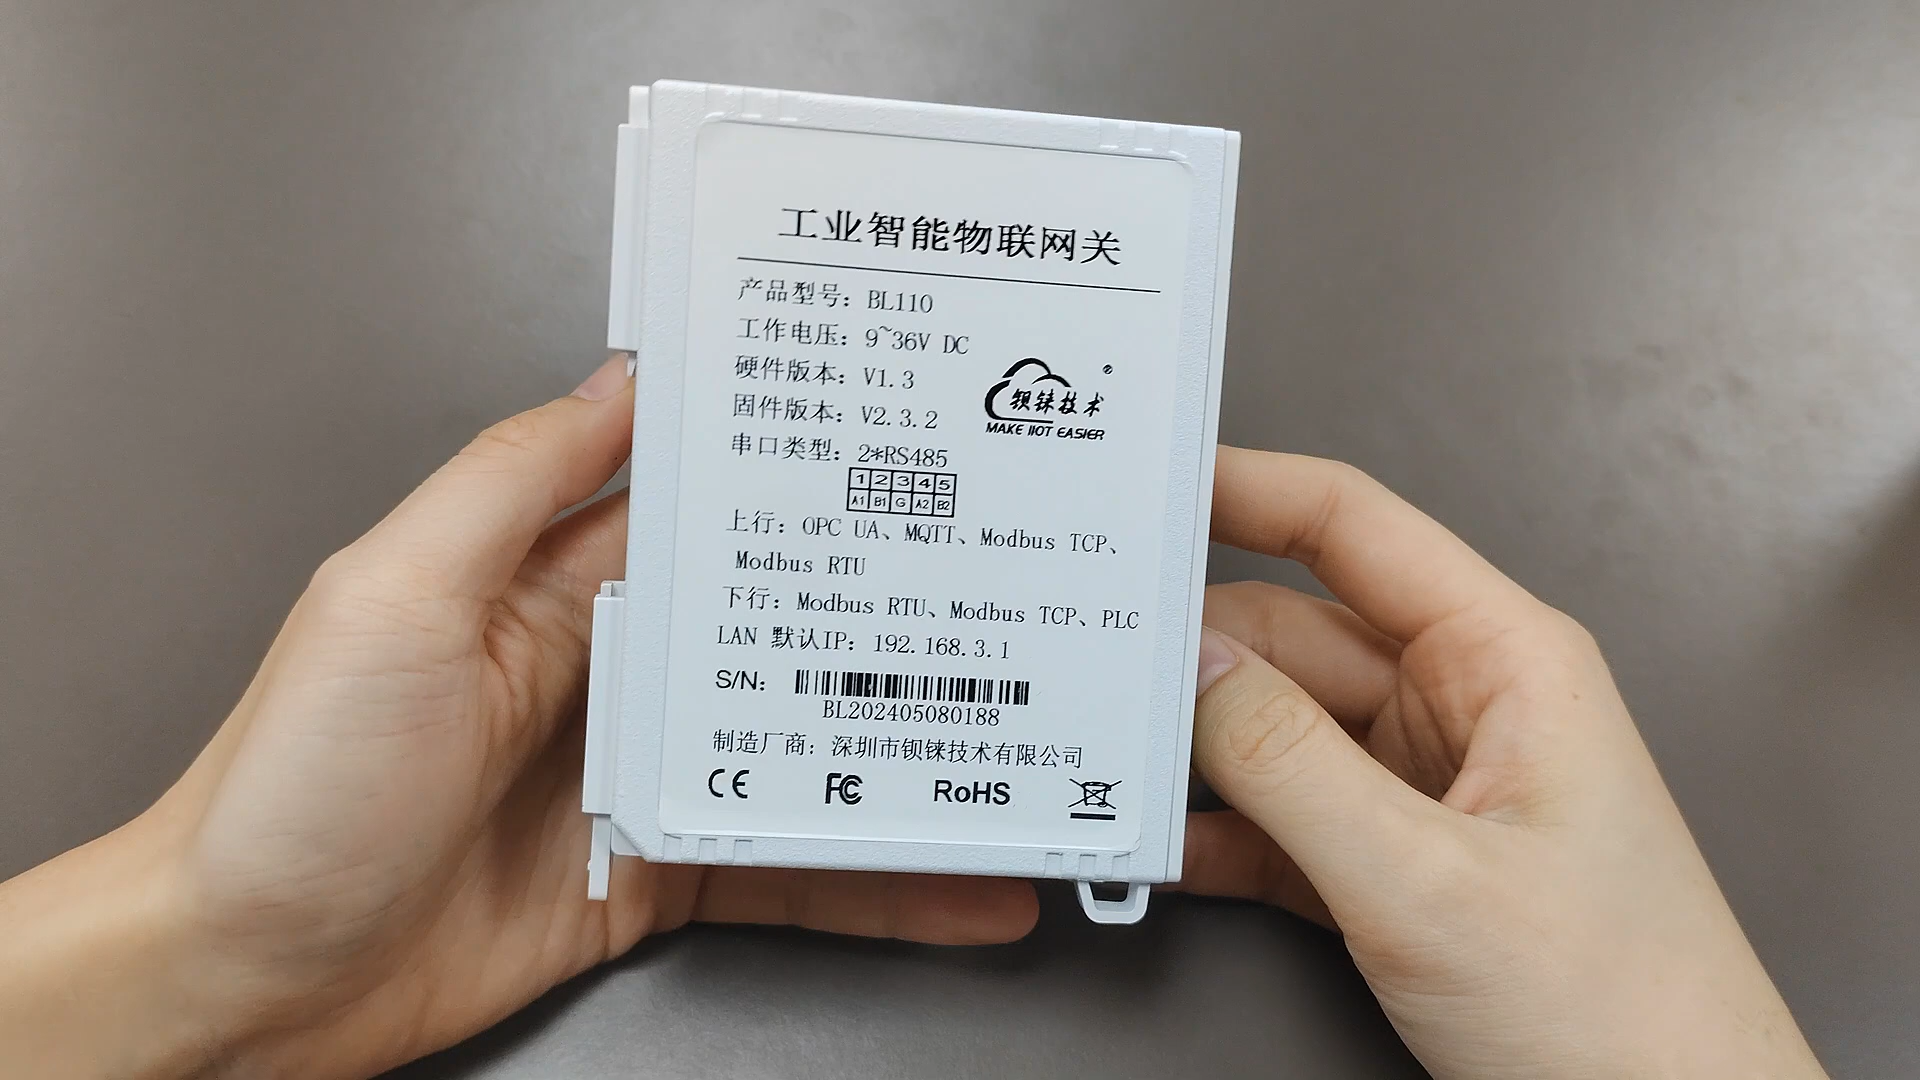 工业智能物联网关
产品型号：BL110
工作电压：9~36V DC
硬件版本：V1.3
固件版本：V2.3.2
®
钡铼技术
MAKE IIOT EASIER
串口类型：2*RS485
1 2 3 4 5
A1 B1 G A2 B2
上行：OPC UA、MQTT、Modbus TCP、
Modbus RTU
下行：Modbus RTU、Modbus TCP、PLC
LAN 默认IP：192.168.3.1
S/N：
BL202405080188
制造厂商：深圳市钡铼技术有限公司
CE FC RoHS